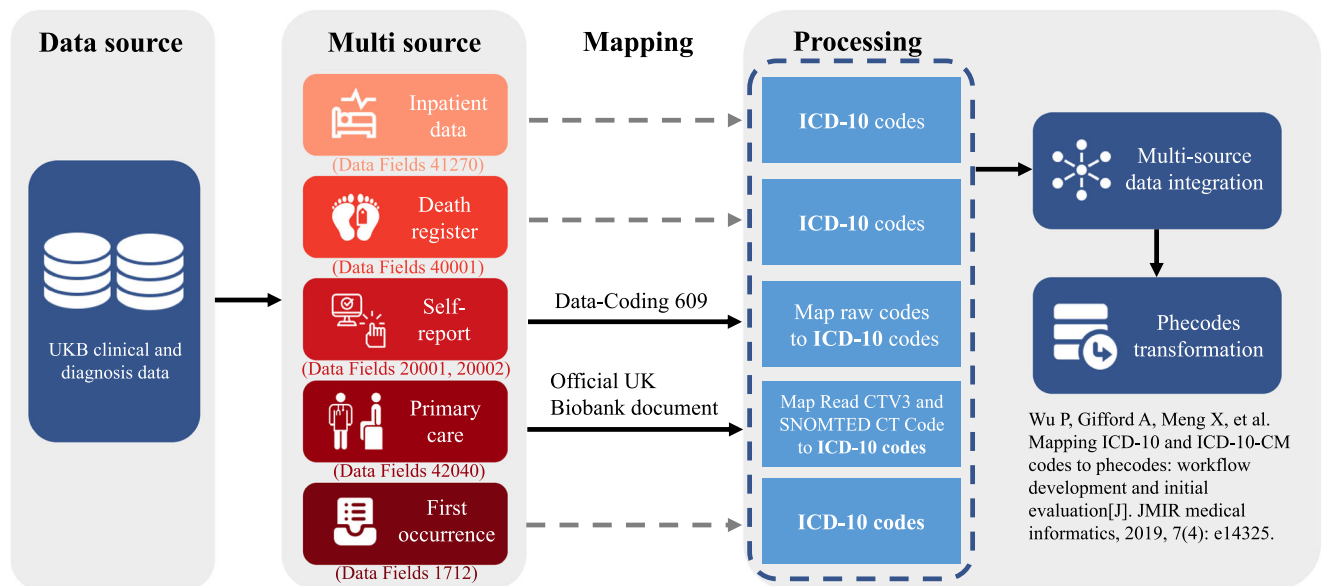 Data source
UKB clinical and
diagnosis data
Multi source
Inpatient
data
(Data Fields 41270)
Death
register
(Data Fields 40001)
Self-
report
(Data Fields 20001, 20002)
Primary
care
(Data Fields 42040)
First
occurrence
(Data Fields 1712)
Mapping
Data-Coding 609
Official UK
Biobank document
Processing
ICD-10 codes
ICD-10 codes
Map raw codes
to ICD-10 codes
Map Read CTV3 and
SNOMTED CT Code
to ICD-10 codes
ICD-10 codes
Multi-source
data integration
Phecodes
transformation
Wu P, Gifford A, Meng X, et al.
Mapping ICD-10 and ICD-10-CM
codes to phecodes: workflow
development and initial
evaluation[J]. JMIR medical
informatics, 2019, 7(4): e14325.